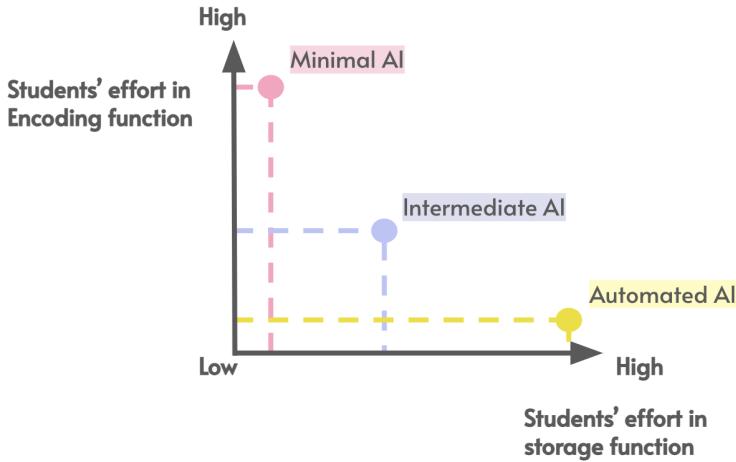 High
Minimal AI
Students’ effort in
Encoding function
Intermediate AI
Automated AI
Low
High
Students’ effort in
storage function